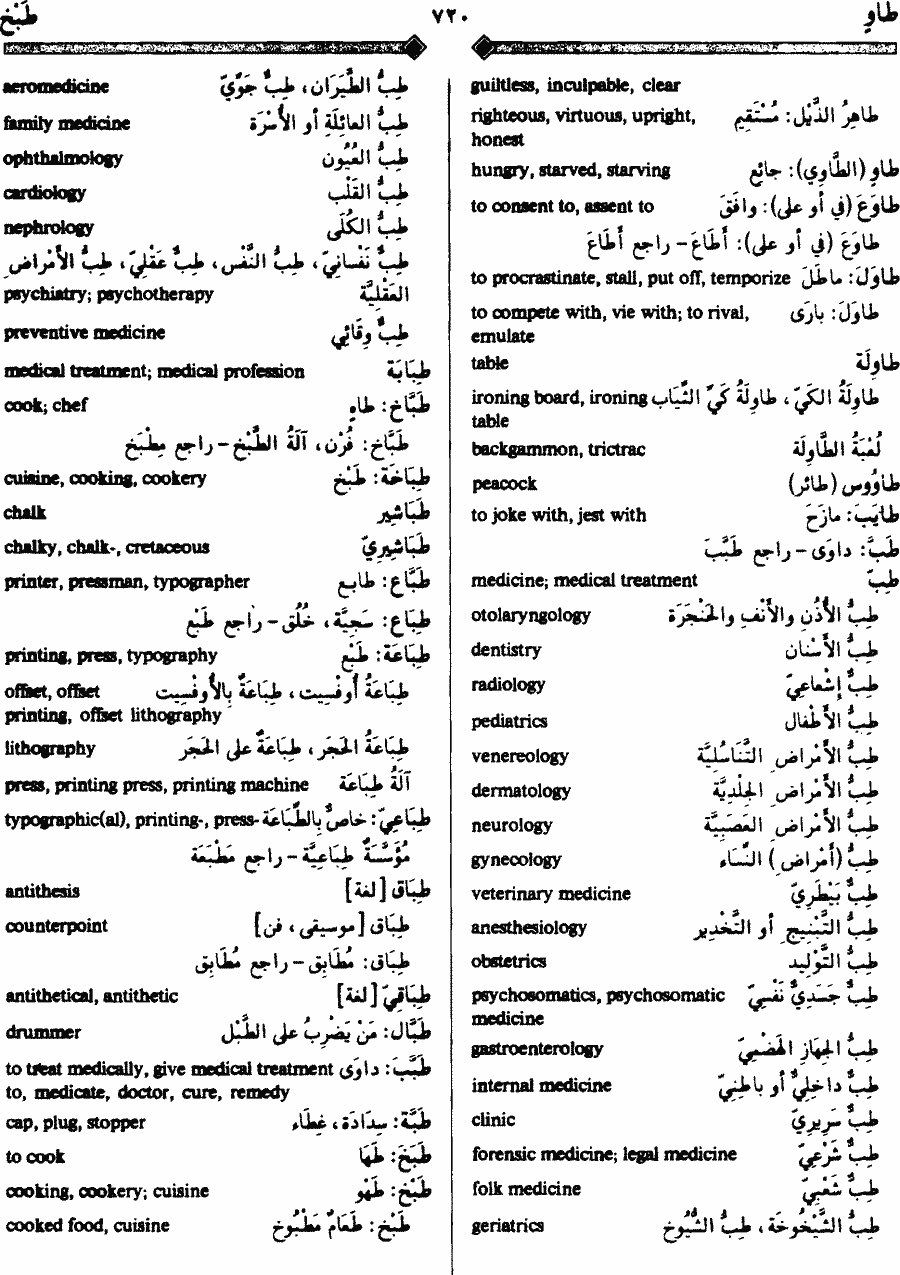 طاوٍ ٧٢٠ طَبْخ
guiltless, inculpable, clear
righteous, virtuous, upright, طاهِرُ الذَّيْل: مُسْتَقِيم
honest
hungry, starved, starving طاوٍ (الطَّاوِي): جائع
to consent to, assent to طاوَعَ (في أو على): وافَقَ
طاوَعَ (لِ أو على): أَطاعَ - راجع أَطاعَ
to procrastinate, stall, put off, temporize طاوَلَ: ماطَلَ
to compete with, vie with; to rival, طاوَلَ: بارَى
emulate
table طاوِلَة
ironing board, ironing طاوِلَةُ الكَيّ، طاوِلَةُ كَيِّ الثِّيَاب
table
backgammon, trictrac لُعْبَةُ الطَّاوِلَة
peacock طاوُوس (طائر)
to joke with, jest with طايَبَ: مازَحَ
طَبَّ: داوَى - راجع طَبَّبَ
medicine; medical treatment طِبّ
otolaryngology طِبُّ الأُذُن والأَنْف والحَنْجَرَة
dentistry طِبُّ الأَسْنَان
radiology طِبٌّ إشْعاعِيّ
pediatrics طِبُّ الأَطْفال
venereology طِبُّ الأَمْراضِ التَّنَاسُلِيَّة
dermatology طِبُّ الأَمْراضِ الجِلْدِيَّة
neurology طِبُّ الأَمْراضِ العَصَبِيَّة
gynecology طِبُّ (أَمْراضِ) النِّسَاء
veterinary medicine طِبٌّ بَيْطَرِيّ
anesthesiology طِبُّ التَّبْنِيجِ أو التَّخْدِير
obstetrics طِبُّ التَّوْلِيد
psychosomatics, psychosomatic طِبٌّ جَسَدِيٌّ نَفْسِيّ
medicine
gastroenterology طِبُّ الجِهَازِ الهَضْمِيّ
internal medicine طِبٌّ داخِلِيٌّ أو باطِنِيّ
clinic طِبٌّ سَرِيرِيّ
forensic medicine; legal medicine طِبٌّ شَرْعِيّ
folk medicine طِبٌّ شَعْبِيّ
geriatrics طِبُّ الشَّيْخُوخَة، طِبُّ الشُّيُوخ
aeromedicine طِبُّ الطَّيَرَان، طِبٌّ جَوِّيّ
family medicine طِبُّ العائِلَةِ أو الأُسْرَة
ophthalmology طِبُّ العُيُون
cardiology طِبُّ القَلْب
nephrology طِبُّ الكُلَى
طِبٌّ نَفْسانِيّ، طِبُّ النَّفْس، طِبٌّ عَقْلِيّ، طِبُّ الأَمْراضِ
psychiatry; psychotherapy العَقْلِيَّة
preventive medicine طِبٌّ وِقائِي
medical treatment; medical profession طِبَابَة
cook; chef طَبَّاخ: طاهٍ
طَبَّاخ: فُرْن، آلَةُ الطَّبْخ - راجع مِطْبَخ
cuisine, cooking, cookery طِبَاخَة: طَبْخ
chalk طَبَاشِير
chalky, chalk-, cretaceous طَبَاشِيرِيّ
printer, pressman, typographer طَبَّاع: طابِع
طِبَاع: سَجِيَّة، خُلُق - راجع طَبْع
printing, press, typography طِبَاعَة: طَبْع
offset, offset طِبَاعَةُ أُوفْسِيت، طِبَاعَةٌ بِالأُوفْسِيت
printing, offset lithography
lithography طِبَاعَةُ الحَجَر، طِبَاعَةٌ على الحَجَر
press, printing press, printing machine آلَةُ طِبَاعَة
typographic(al), printing-, press- طِبَاعِيّ: خاصٌّ بِالطِّبَاعَة
مُؤَسَّسَةٌ طِبَاعِيَّة - راجع مَطْبَعَة
antithesis طِبَاق [لغة]
counterpoint طِبَاق [موسيقى، فن]
طِبَاق: مُطَابِق - راجع مُطَابِق
antithetical, antithetic طِبَاقِيّ [لغة]
drummer طَبَّال: مَنْ يَضْرِبُ على الطَّبْل
to treat medically, give medical treatment طَبَّبَ: داوَى
to, medicate, doctor, cure, remedy
cap, plug, stopper طَبَّة: سِدَادَة، غِطَاء
to cook طَبَخَ: طَهَا
cooking, cookery; cuisine طَبْخ: طَهْو
cooked food, cuisine طَبْخ: طَعَامٌ مَطْبُوخ